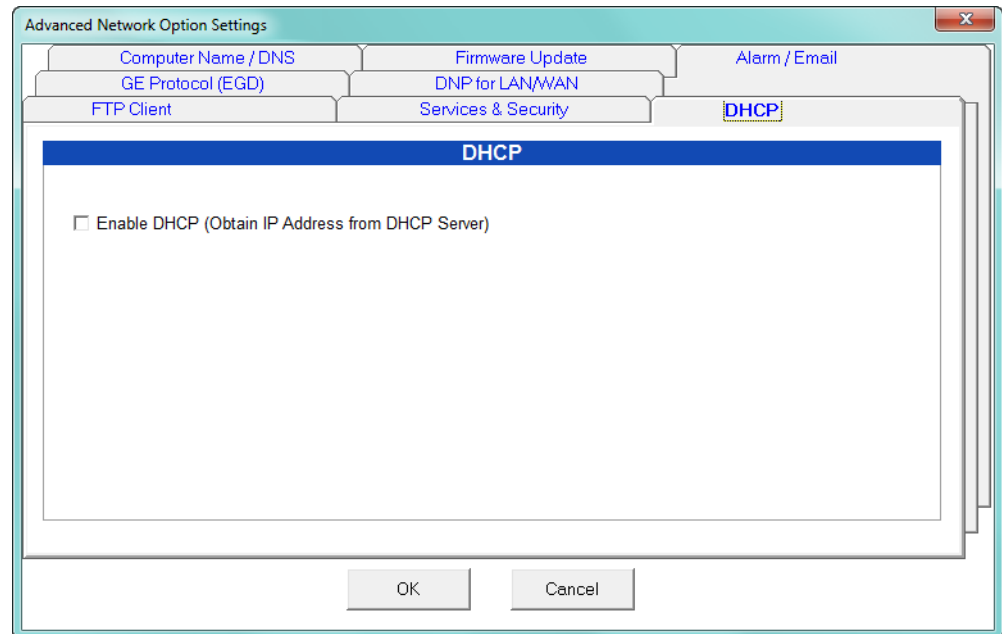 Advanced Network Option Settings
Computer Name / DNS Firmware Update Alarm / Email
GE Protocol (EGD) DNP for LAN/WAN
FTP Client Services & Security DHCP
DHCP
Enable DHCP (Obtain IP Address from DHCP Server)
OK Cancel